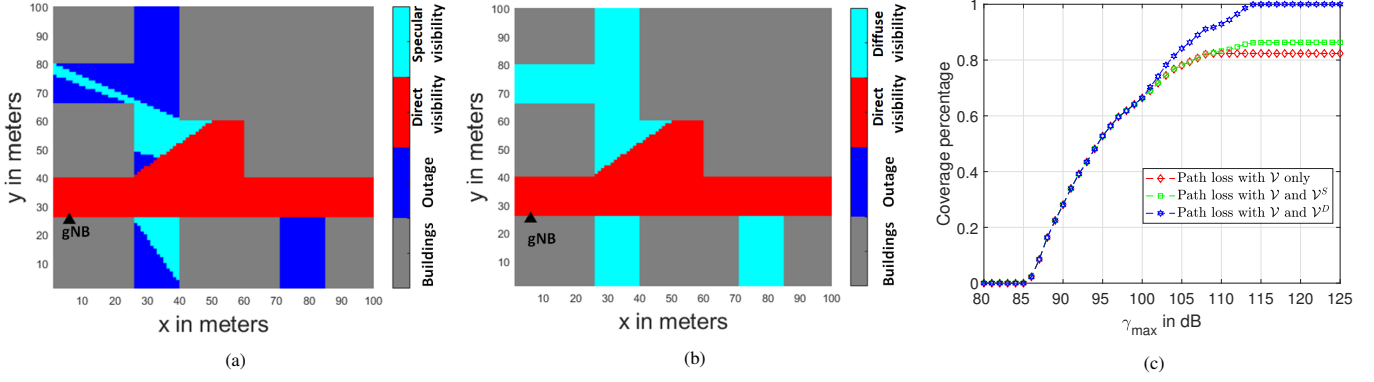 100
90
80
70
60
50
40
30
20
10
y in meters
gNB
10 20 30 40 50 60 70 80 90 100
x in meters
Specular visibility
Direct visibility
Outage
Buildings
(a)
100
90
80
70
60
50
40
30
20
10
y in meters
gNB
10 20 30 40 50 60 70 80 90 100
x in meters
Diffuse visibility
Direct visibility
Outage
Buildings
(b)
1
0.8
0.6
0.4
0.2
0
Coverage percentage
Path loss with 𝒱 only
Path loss with 𝒱 and 𝒱ˢ
Path loss with 𝒱 and 𝒱ᴰ
80 85 90 95 100 105 110 115 120 125
γmax in dB
(c)